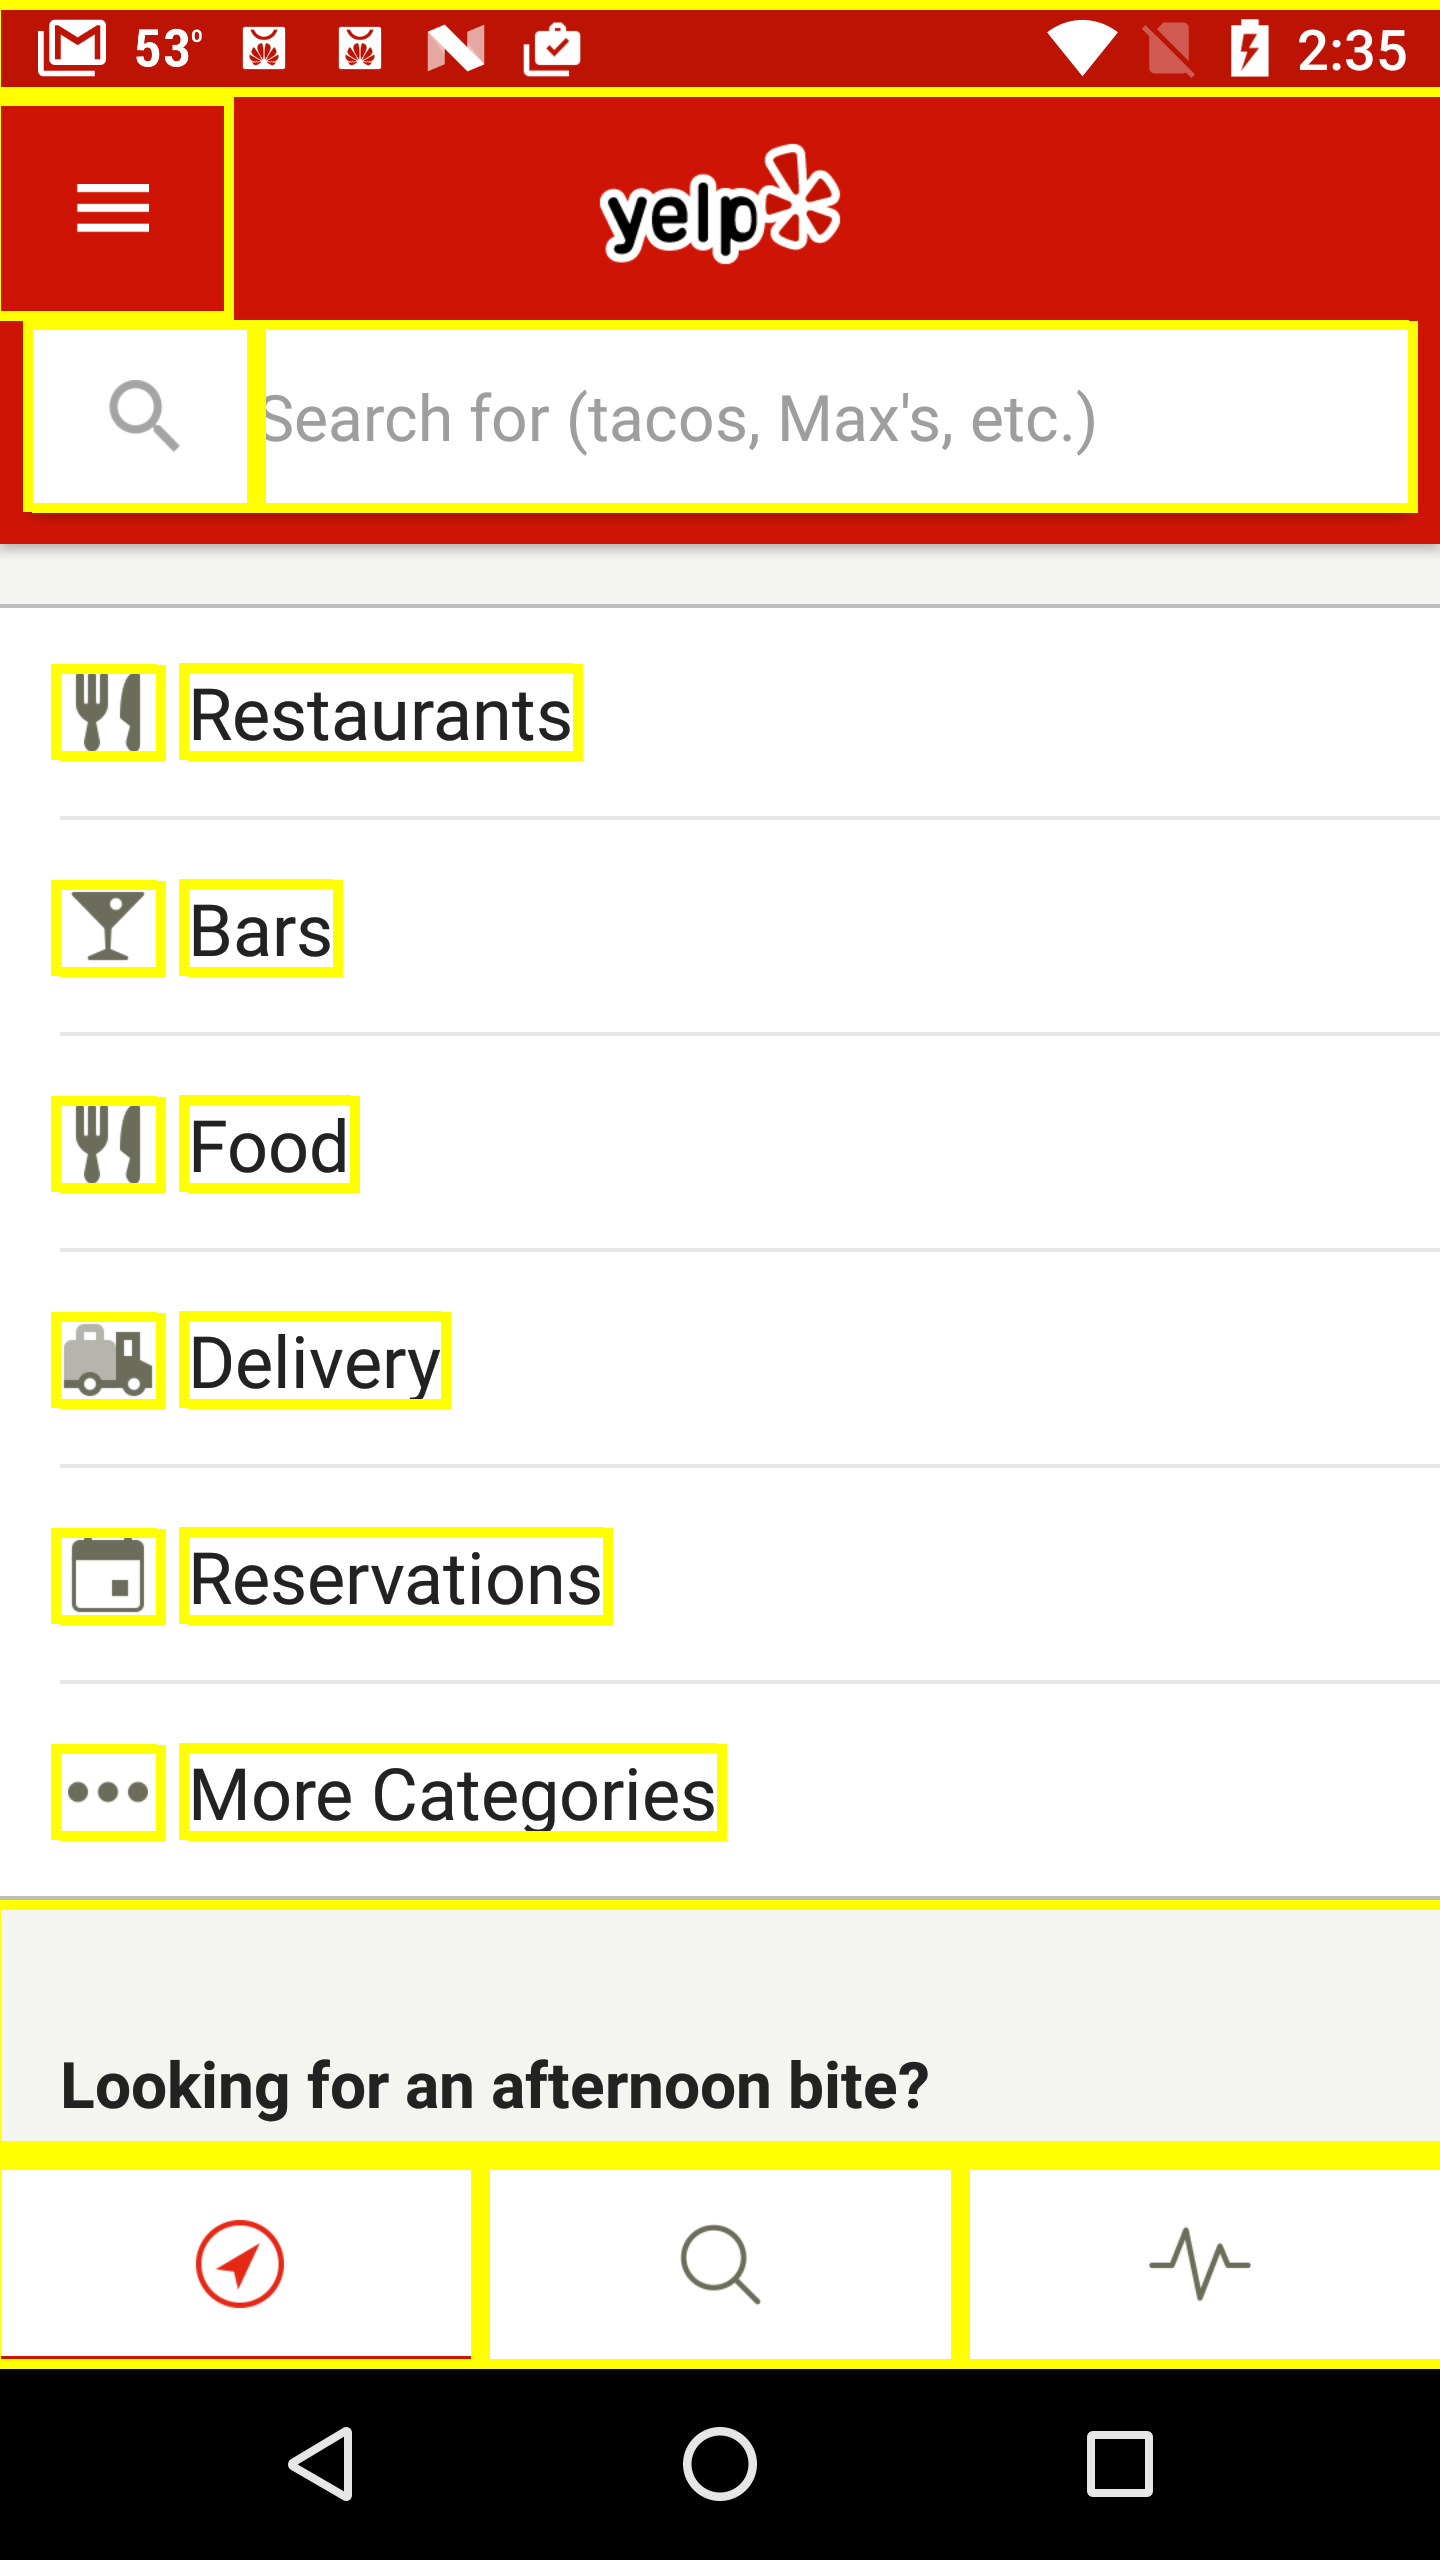 53° 2:35
yelp
Search for (tacos, Max's, etc.)
Restaurants
Bars
Food
Delivery
Reservations
More Categories
Looking for an afternoon bite?